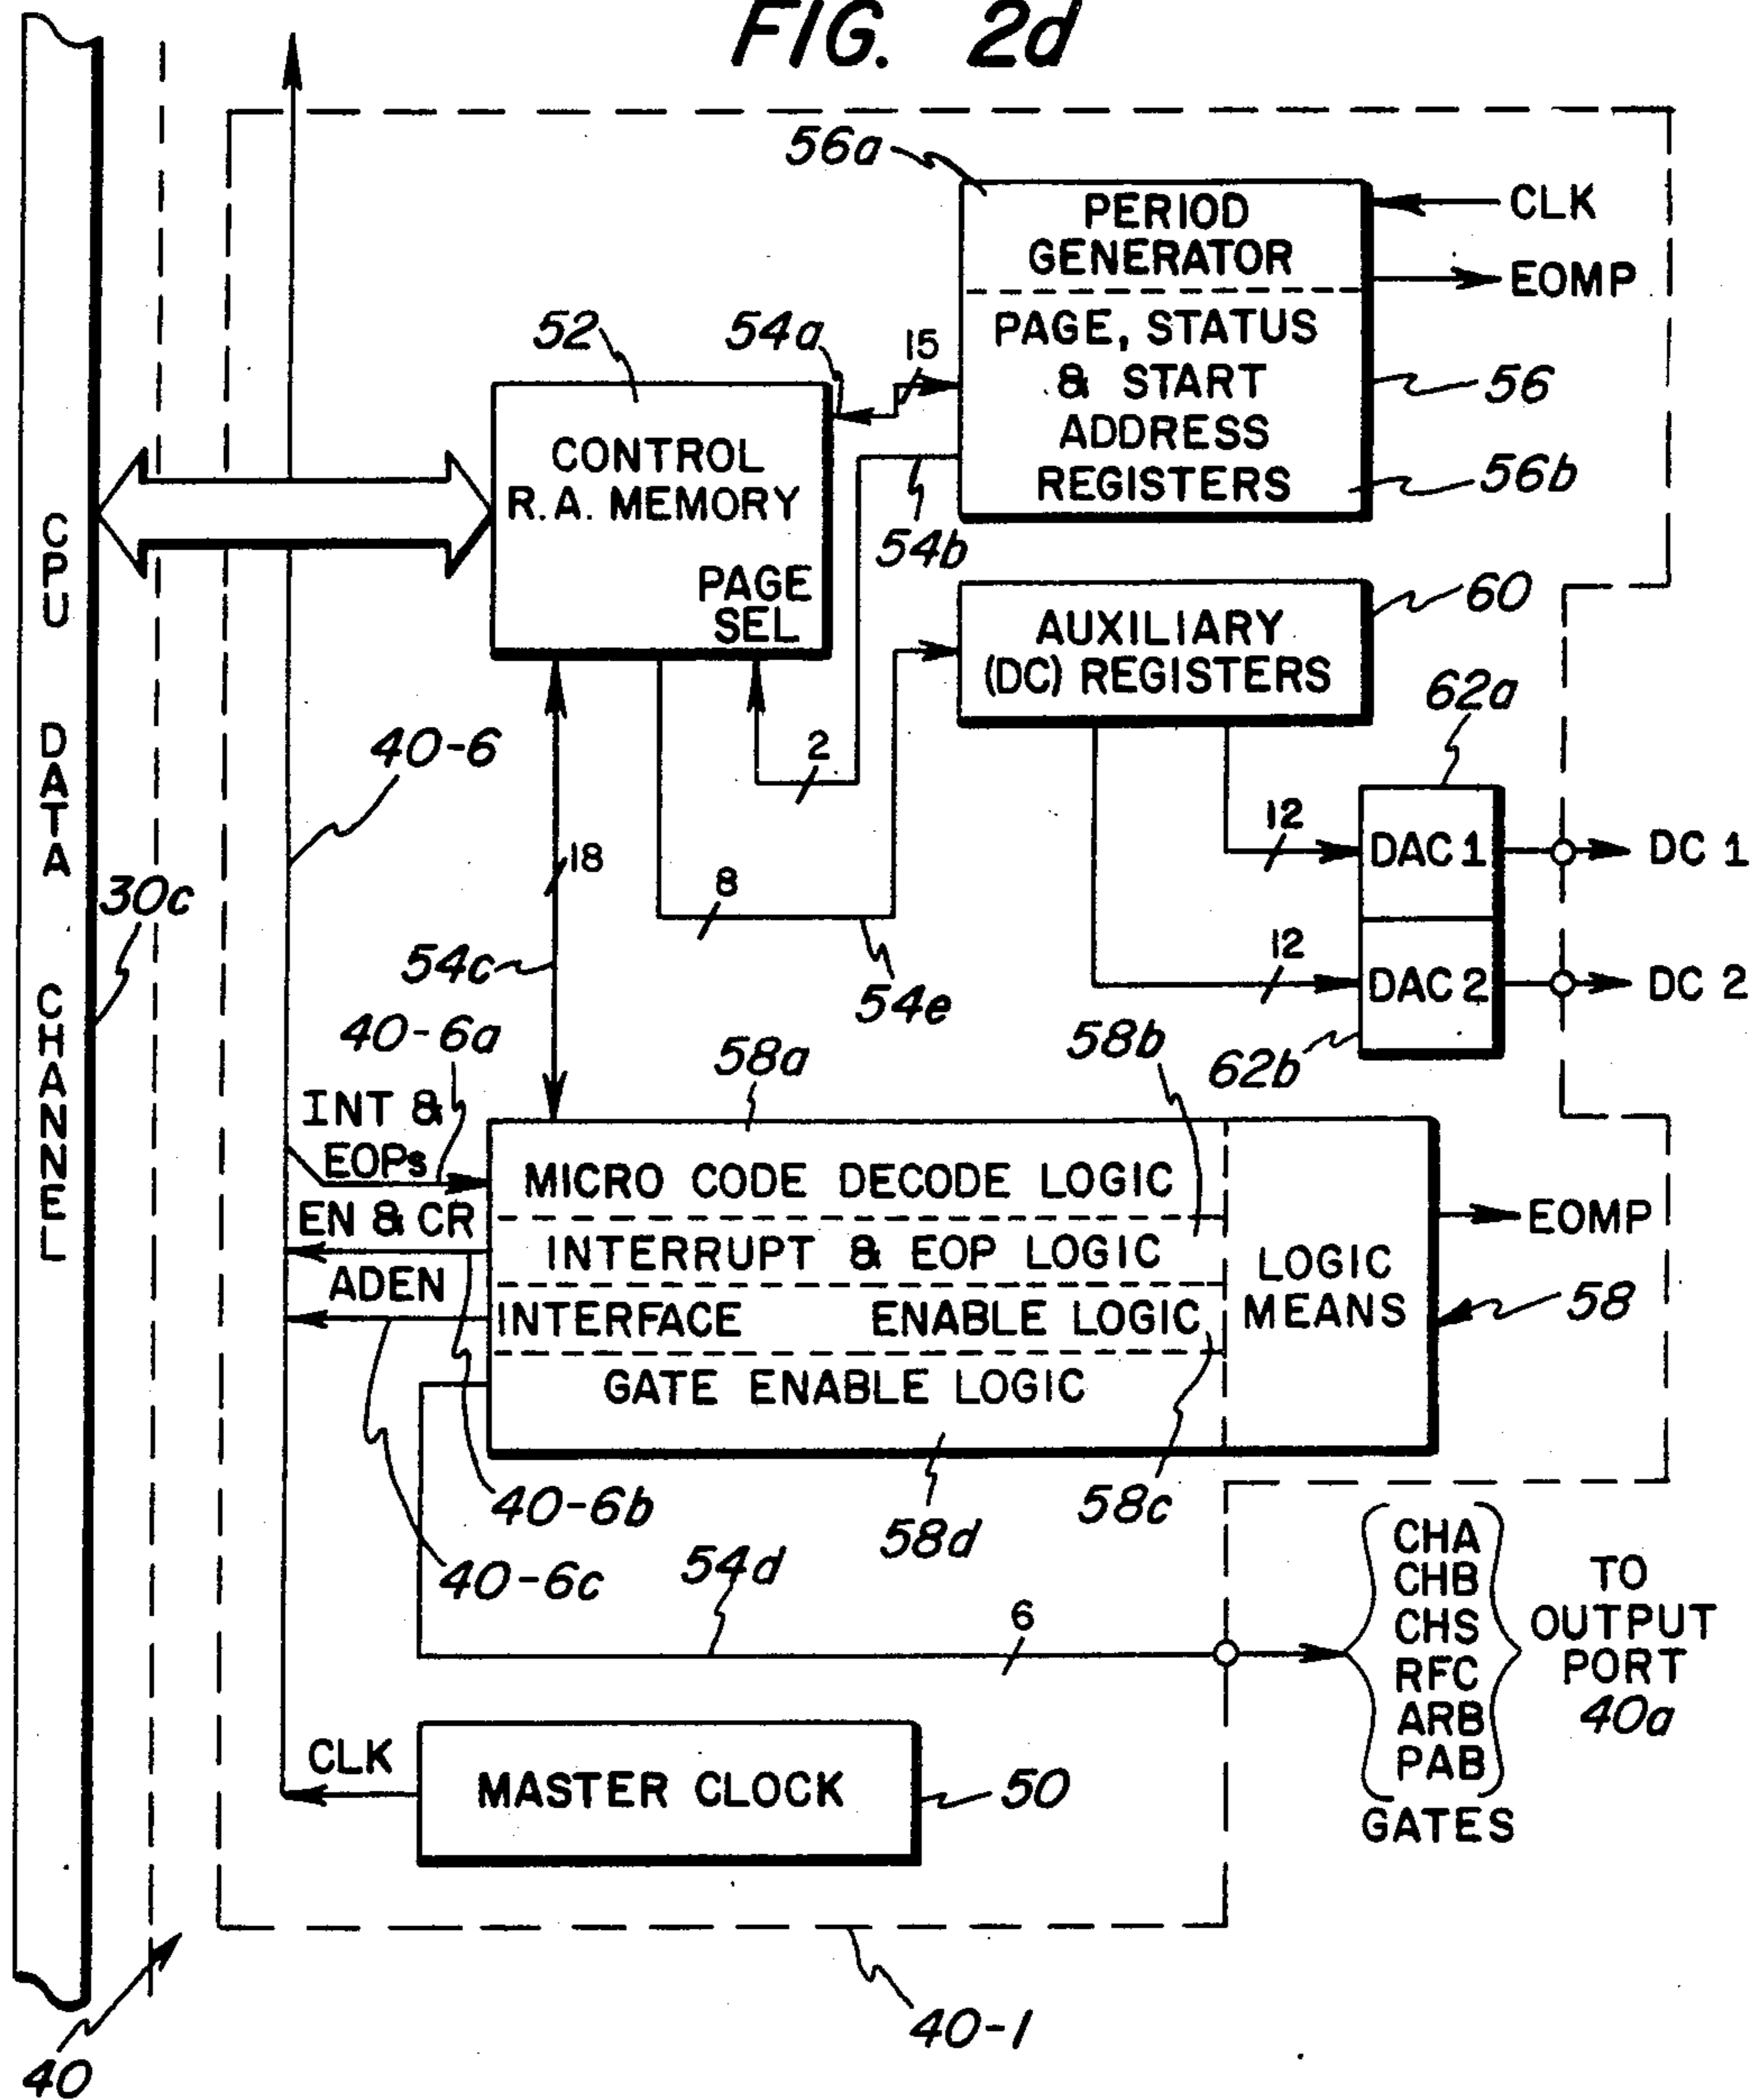 FIG. 2d
56a
PERIOD
GENERATOR
CLK
EOMP
PAGE, STATUS
& START
ADDRESS
REGISTERS
56
56b
52
54a
15
CONTROL
R.A. MEMORY
PAGE
SEL
54b
CPU DATA CHANNEL
30c
40-6
2
8
18
54c
54e
AUXILIARY
(DC) REGISTERS
60
62a
12
DAC 1
DC 1
12
DAC 2
DC 2
62b
40-6a
INT &
EOPs
EN & CR
ADEN
58a
58b
MICRO CODE DECODE LOGIC
INTERRUPT & EOP LOGIC
INTERFACE ENABLE LOGIC
GATE ENABLE LOGIC
LOGIC
MEANS
EOMP
58
40-6b
58c
58d
40-6c
54d
6
CHA
CHB
CHS
RFC
ARB
PAB
GATES
TO
OUTPUT
PORT
40a
CLK
MASTER CLOCK
50
40-1
40